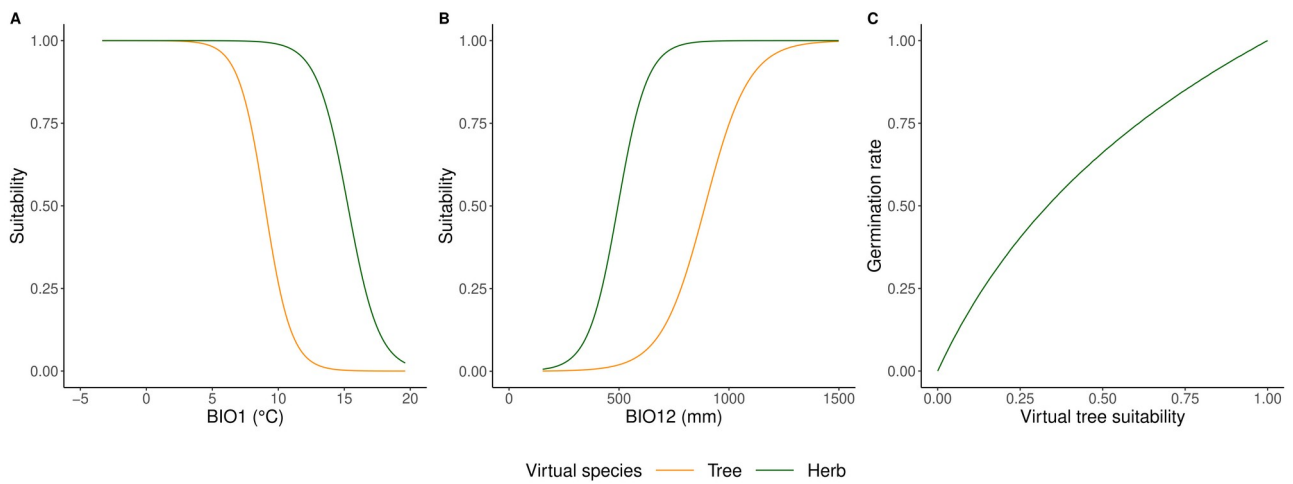 A
Suitability
1.00
0.75
0.50
0.25
0.00
−5 0 5 10 15 20
BIO1 (°C)
B
Suitability
1.00
0.75
0.50
0.25
0.00
0 500 1000 1500
BIO12 (mm)
C
Germination rate
1.00
0.75
0.50
0.25
0.00
0.00 0.25 0.50 0.75 1.00
Virtual tree suitability
Virtual species Tree Herb